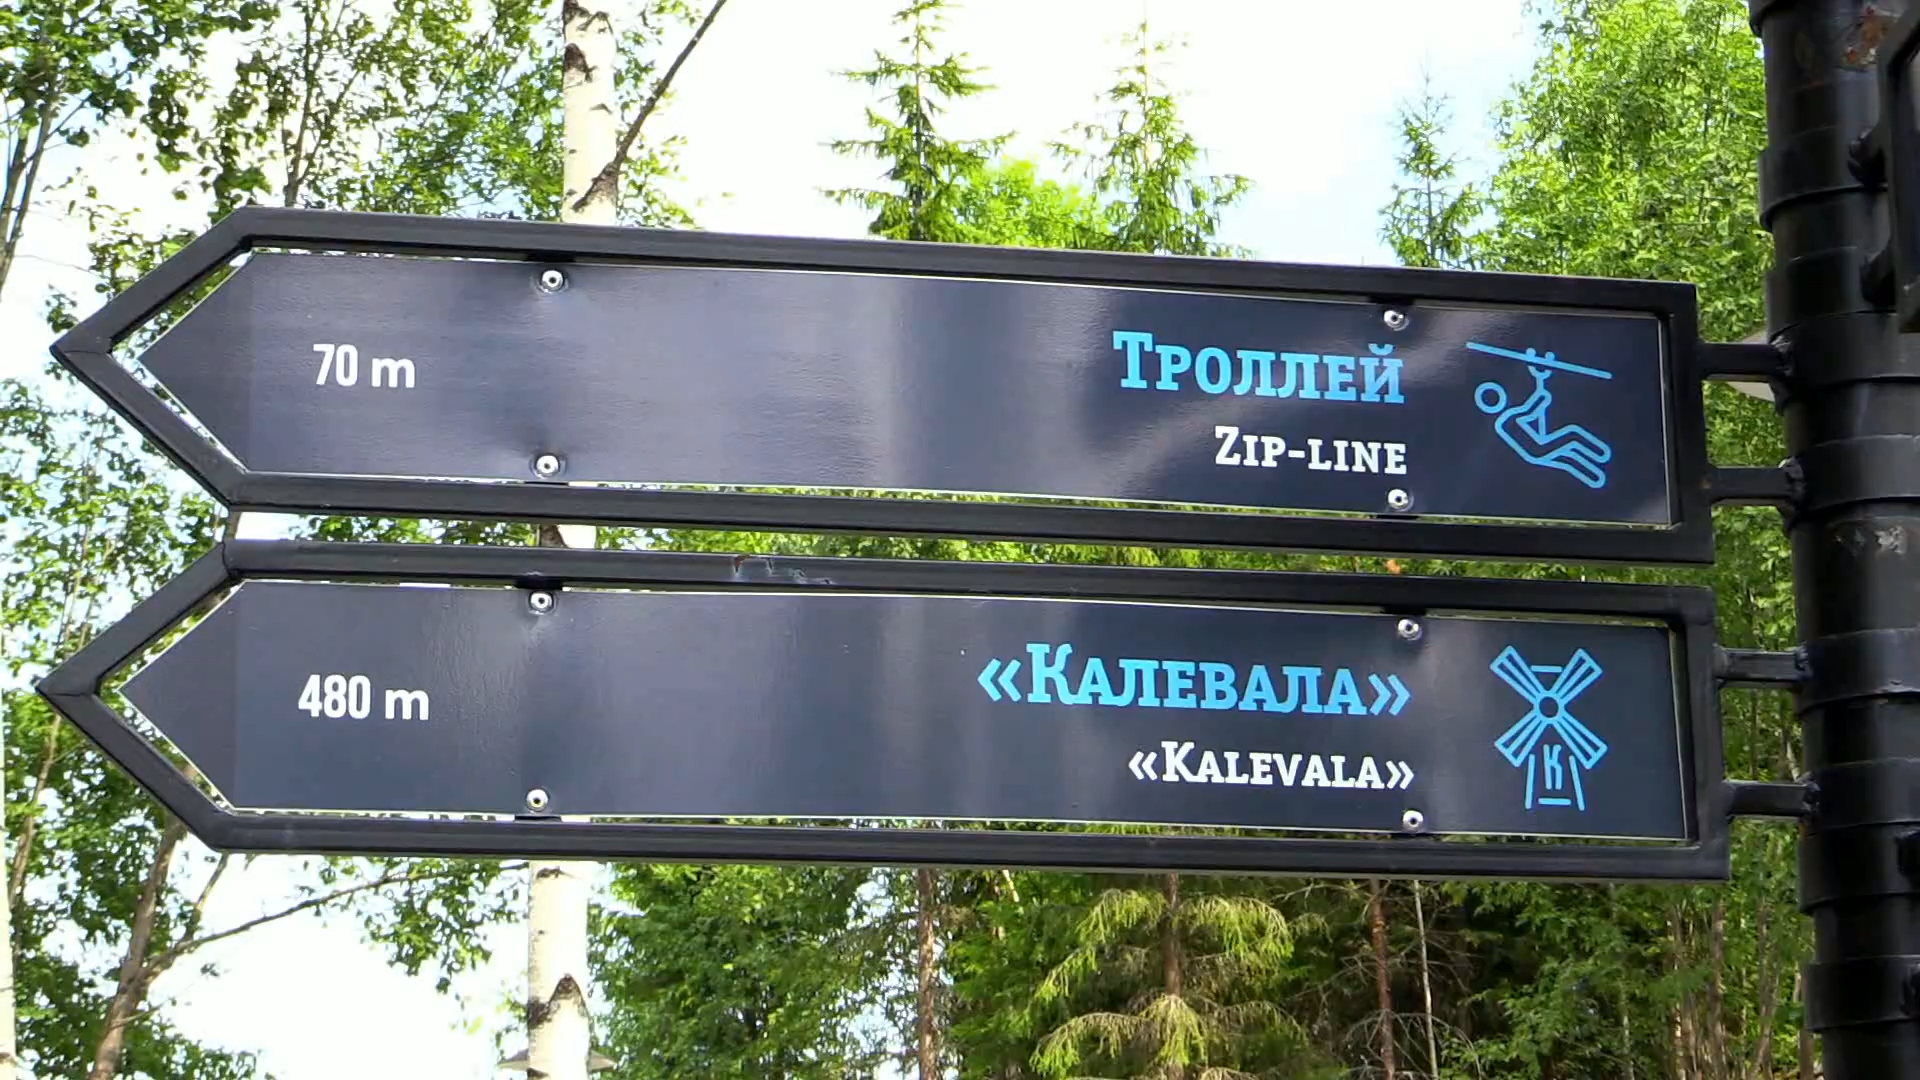 70 m
Троллей
Zip-line
480 m
«Калевала»
«Kalevala»
К